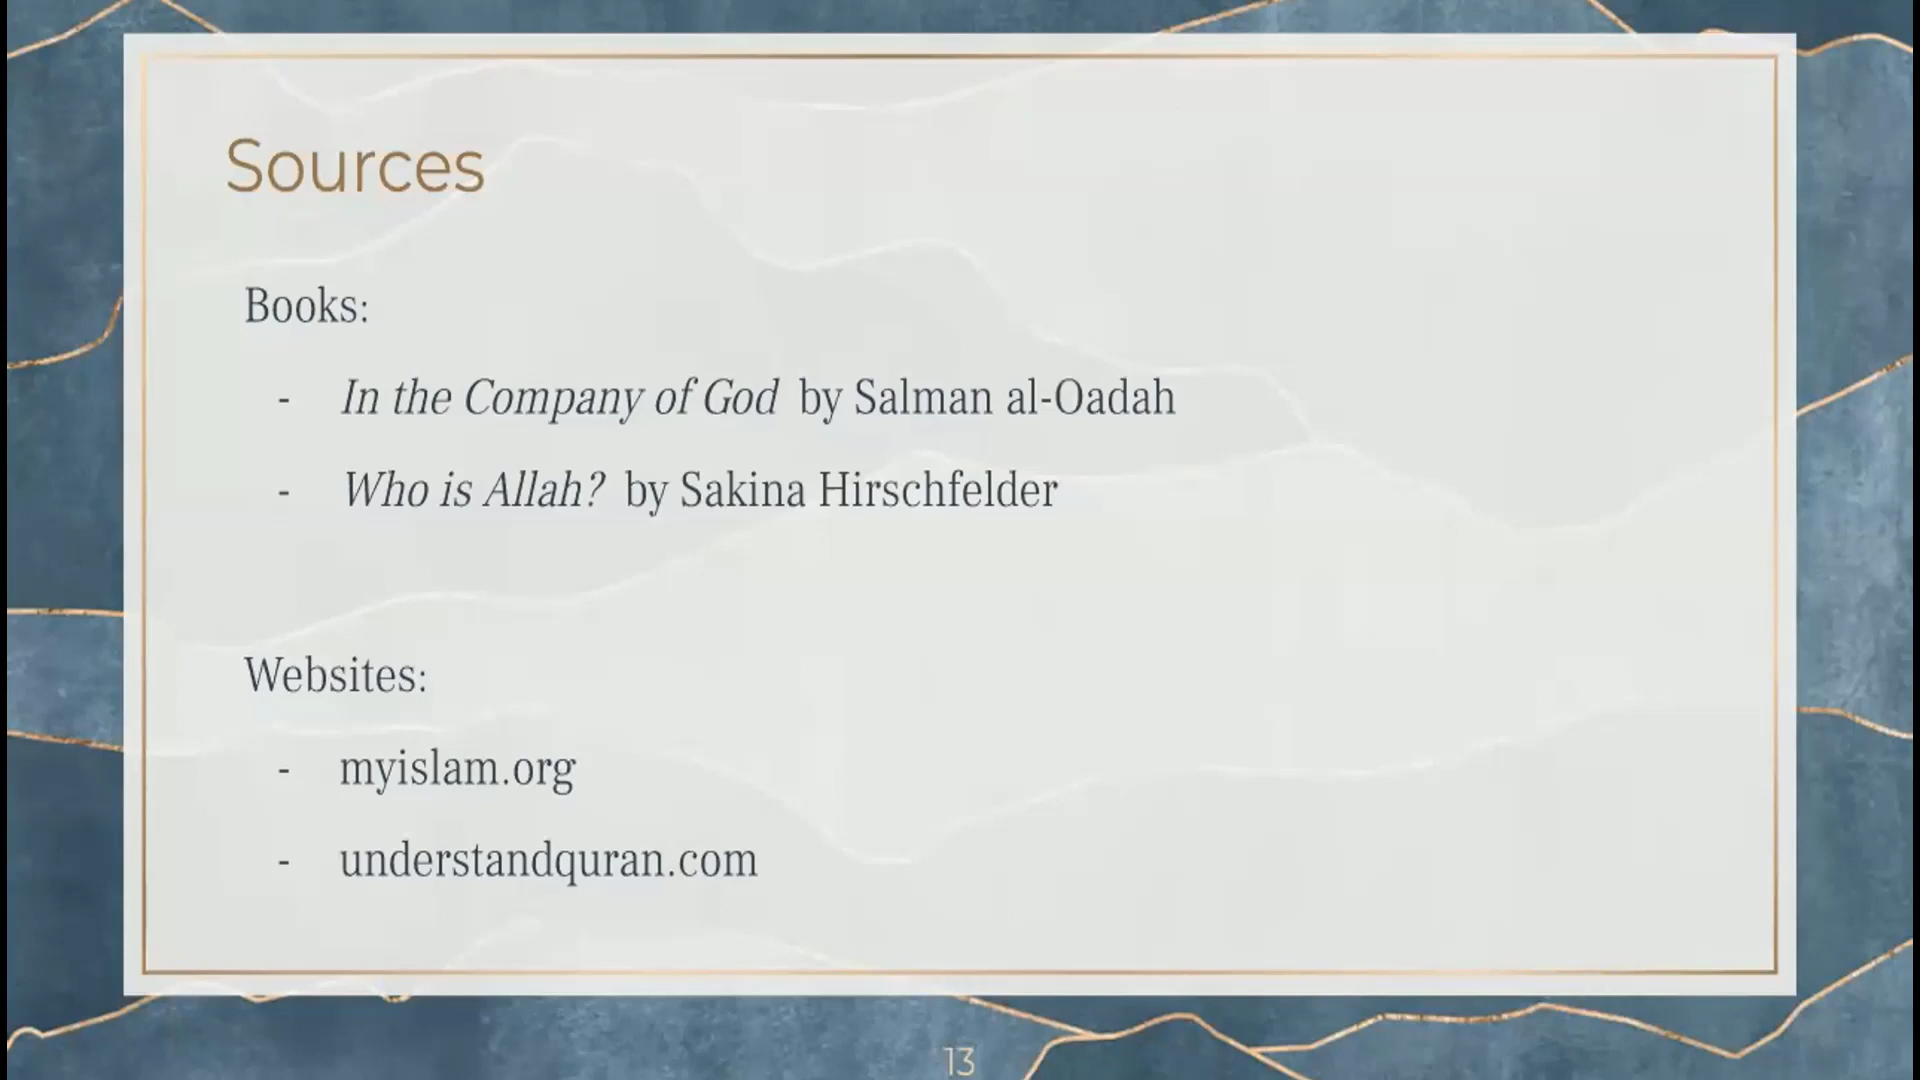 Sources
Books:
- In the Company of God by Salman al-Oadah
- Who is Allah? by Sakina Hirschfelder
Websites:
- myislam.org
- understandquran.com
13